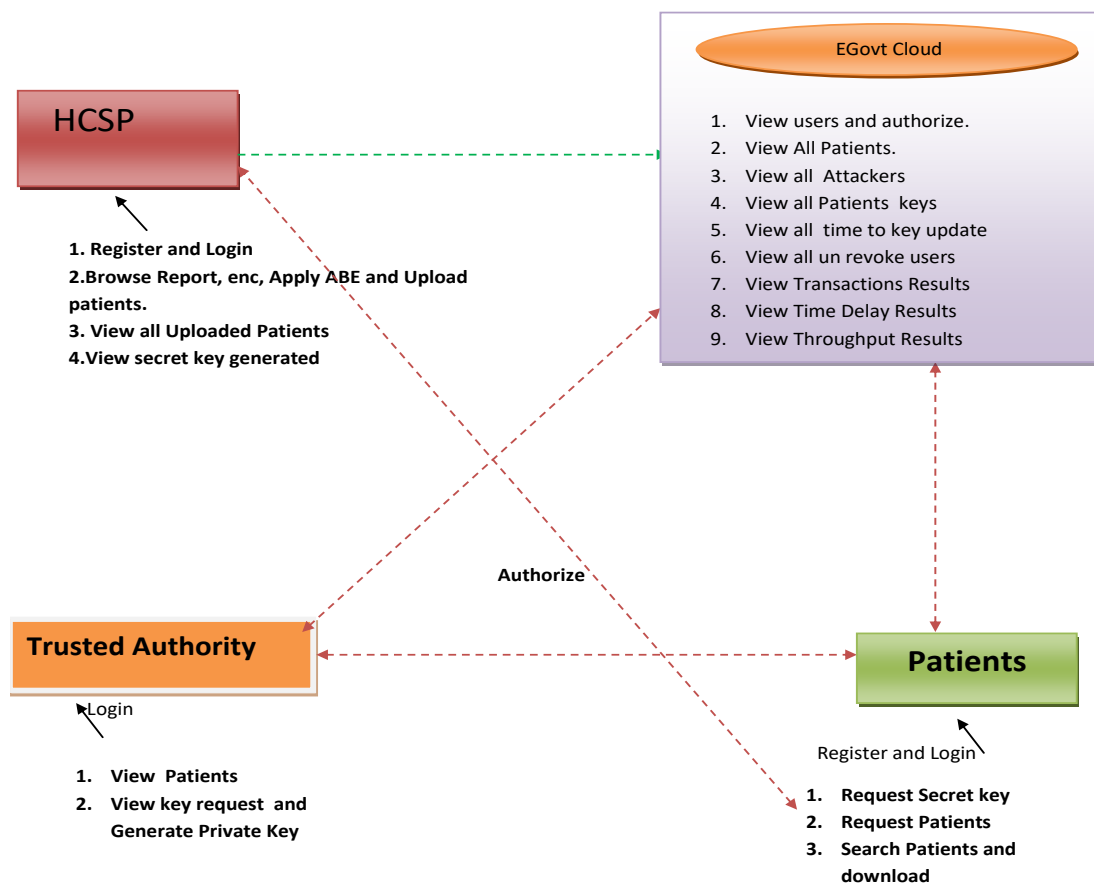 EGovt Cloud
HCSP
1. View users and authorize.
2. View All Patients.
3. View all Attackers
4. View all Patients keys
5. View all time to key update
6. View all un revoke users
7. View Transactions Results
8. View Time Delay Results
9. View Throughput Results
1. Register and Login
2.Browse Report, enc, Apply ABE and Upload
patients.
3. View all Uploaded Patients
4.View secret key generated
Authorize
Trusted Authority
Login
1. View Patients
2. View key request and
Generate Private Key
Patients
Register and Login
1. Request Secret key
2. Request Patients
3. Search Patients and
download